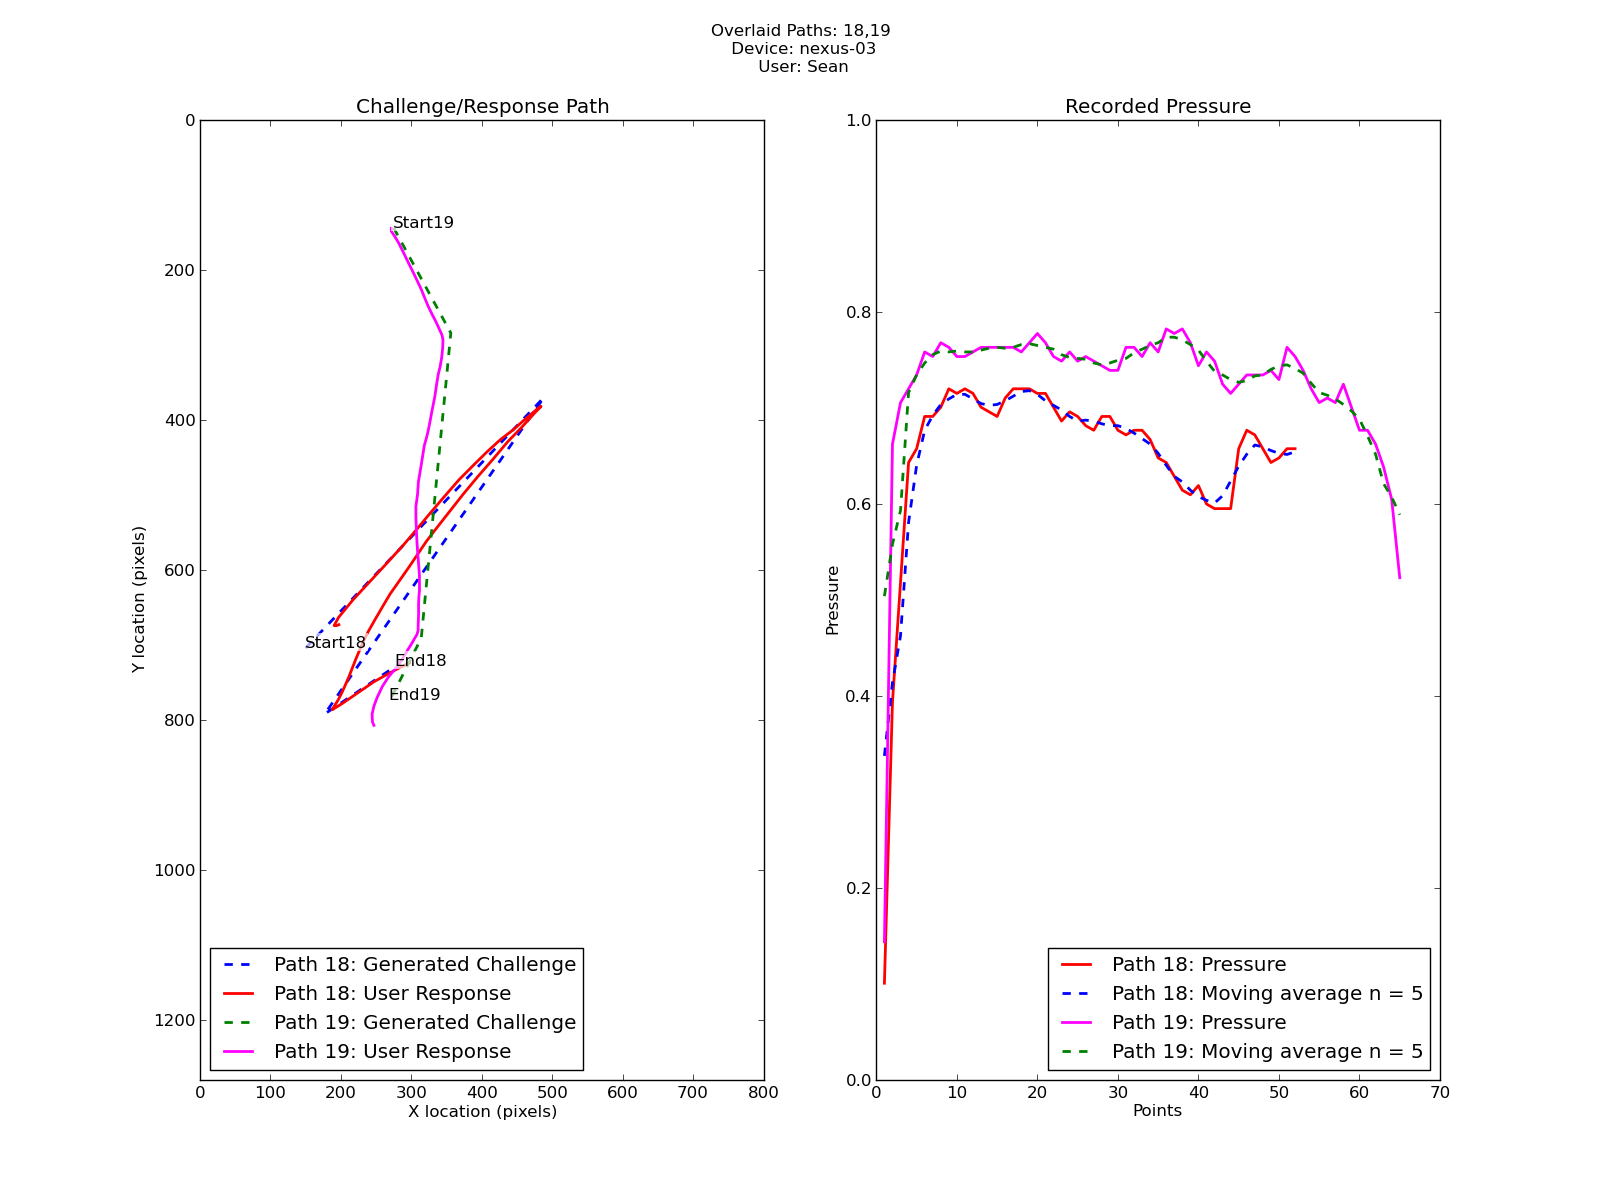 Overlaid Paths: 18,19
Device: nexus-03
User: Sean
Challenge/Response Path
0
200
400
600
800
1000
1200
Y location (pixels)
Start19
Start18
End18
End19
Path 18: Generated Challenge
Path 18: User Response
Path 19: Generated Challenge
Path 19: User Response
0 100 200 300 400 500 600 700 800
X location (pixels)
Recorded Pressure
1.0
0.8
0.6
0.4
0.2
0.0
Pressure
Path 18: Pressure
Path 18: Moving average n = 5
Path 19: Pressure
Path 19: Moving average n = 5
0 10 20 30 40 50 60 70
Points